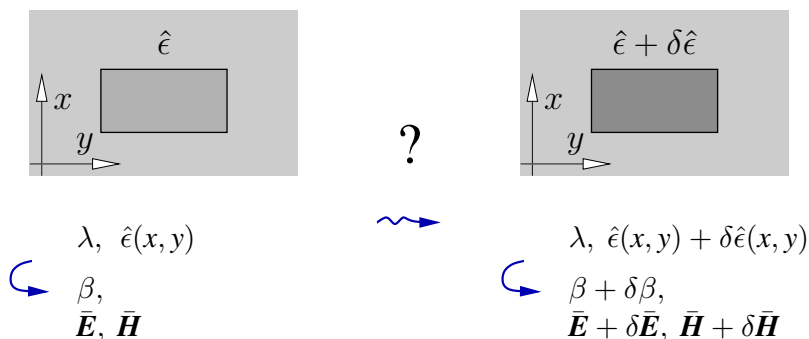 ϵ̂
x
y
?
ϵ̂ + δϵ̂
x
y
λ, ϵ̂(x, y)
β,
Ē, H̄
λ, ϵ̂(x, y) + δϵ̂(x, y)
β + δβ,
Ē + δĒ, H̄ + δH̄